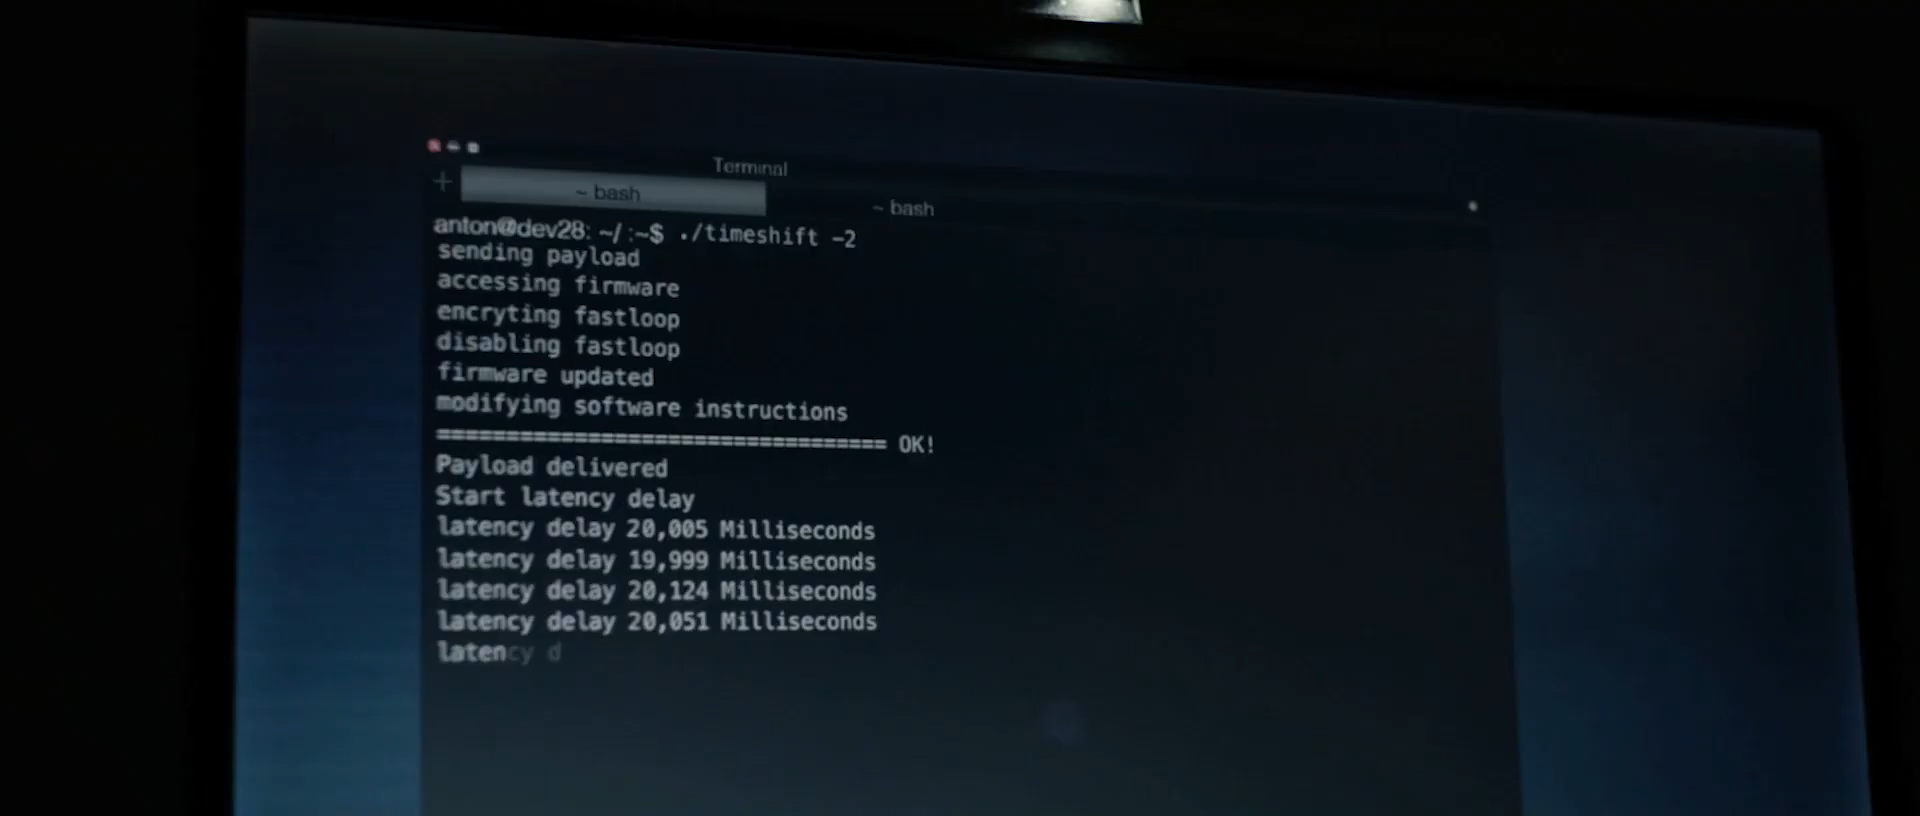 Terminal
+ ~ bash ~ bash
anton@dev28: ~/ :~$ ./timeshift -2
sending payload
accessing firmware
encryting fastloop
disabling fastloop
firmware updated
modifying software instructions
================================== OK!
Payload delivered
Start latency delay
latency delay 20,005 Milliseconds
latency delay 19,999 Milliseconds
latency delay 20,124 Milliseconds
latency delay 20,051 Milliseconds
latency d